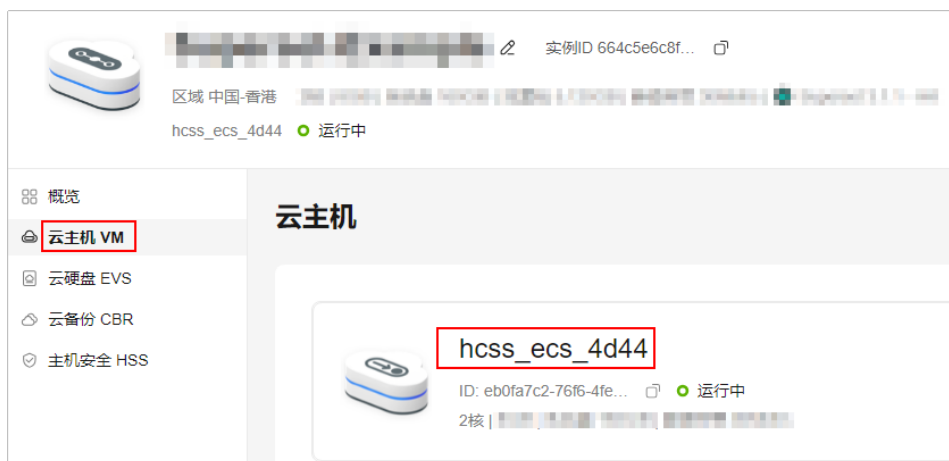 实例ID 664c5e6c8f...
区域 中国-香港
hcss_ecs_4d44 运行中
概览
云主机 VM
云硬盘 EVS
云备份 CBR
主机安全 HSS
云主机
hcss_ecs_4d44
ID: eb0fa7c2-76f6-4fe... 运行中
2核 |